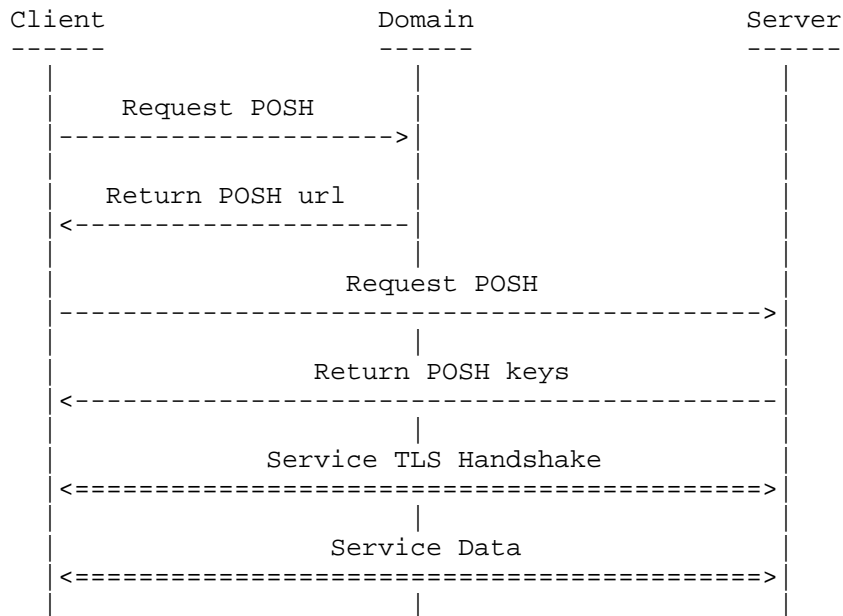 Client Domain Server
------ ------ ------
Request POSH
Return POSH url
Request POSH
Return POSH keys
Service TLS Handshake
Service Data